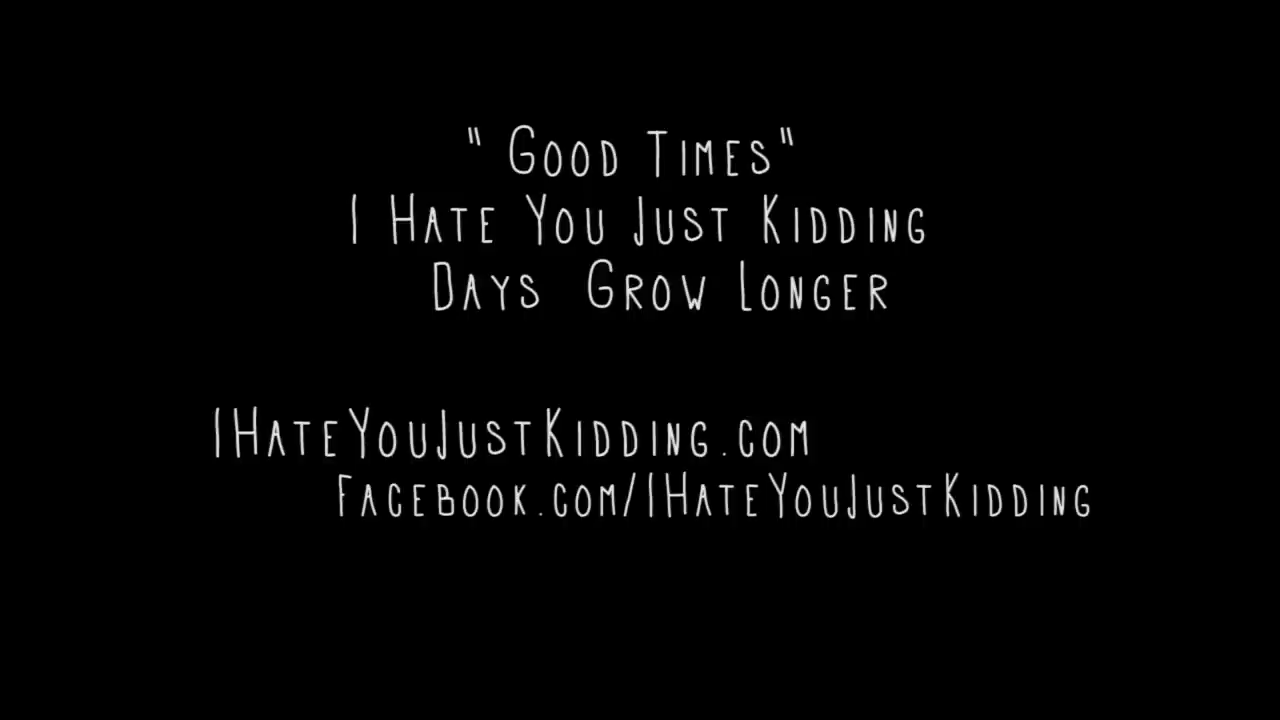 " Good Times"
I Hate You Just Kidding
Days Grow Longer
IHateYouJustKidding.com
Facebook.com/IHateYouJustKidding